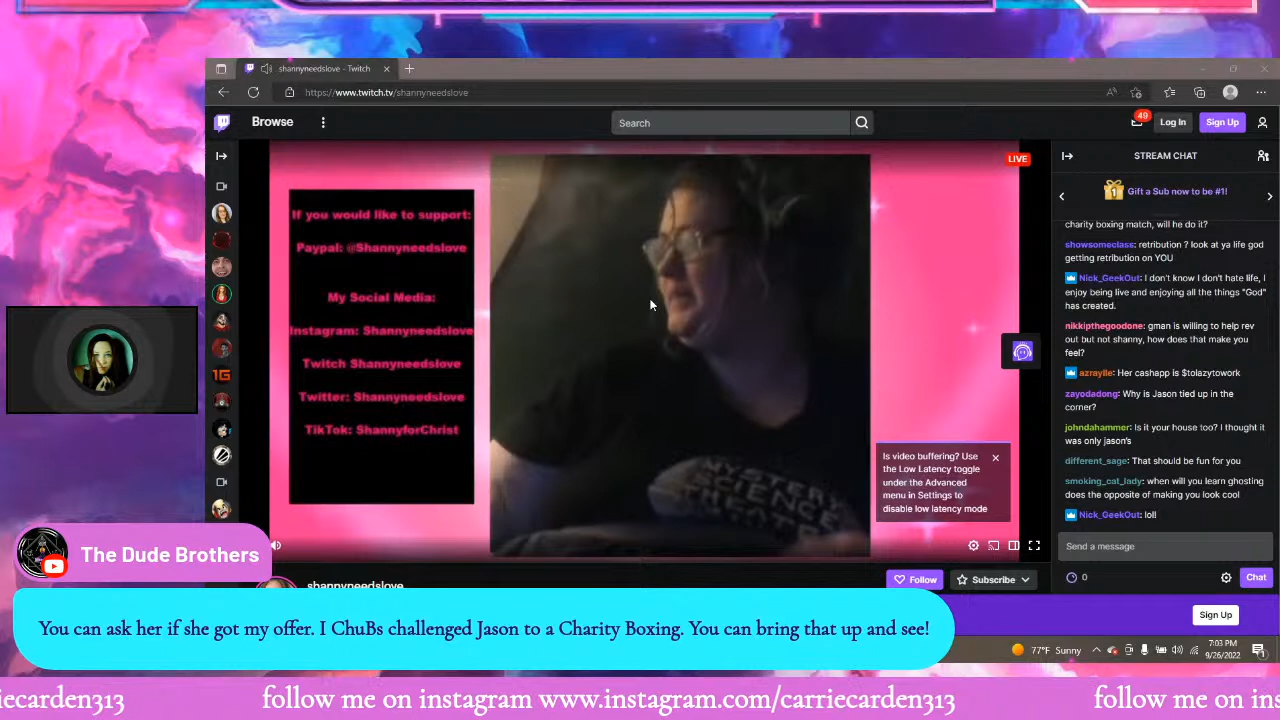 shannyneedslove - Twitch
https://www.twitch.tv/shannyneedslove
Browse
Search
49
Log In
Sign Up
LIVE
If you would like to support:
Paypal: @Shannyneedslove
My Social Media:
Instagram: Shannyneedslove
Twitch Shannyneedslove
Twitter: Shannyneedslove
TikTok: ShannyforChrist
MYSTERY
SCIENCE
THEAT
1G
Is video buffering? Use
the Low Latency toggle
under the Advanced
menu in Settings to
disable low latency mode
STREAM CHAT
1
Gift a Sub now to be #1!
charity boxing match, will he do it?
showsomeclass: retribution ? look at ya life god
getting retribution on YOU
Nick_GeekOut: I don't know I don't hate life, I
enjoy being live and enjoying all the things "God"
has created.
nikkipthegoodone: gman is willing to help rev
out but not shanny, how does that make you
feel?
azraylle: Her cashapp is $tolazytowork
zayodadong: Why is Jason tied up in the
corner?
johndahammer: Is it your house too? I thought it
was only jason's
different_sage: That should be fun for you
smoking_cat_lady: when will you learn ghosting
does the opposite of making you look cool
Nick_GeekOut: lol!
Send a message
0
Chat
shannyneedslove
Follow
Subscribe
Sign Up
77°F Sunny
7:03 PM
9/26/2022
The Dude Brothers
You can ask her if she got my offer. I ChuBs challenged Jason to a Charity Boxing. You can bring that up and see!
riecarden313 follow me on instagram www.instagram.com/carriecarden313 follow me on ins